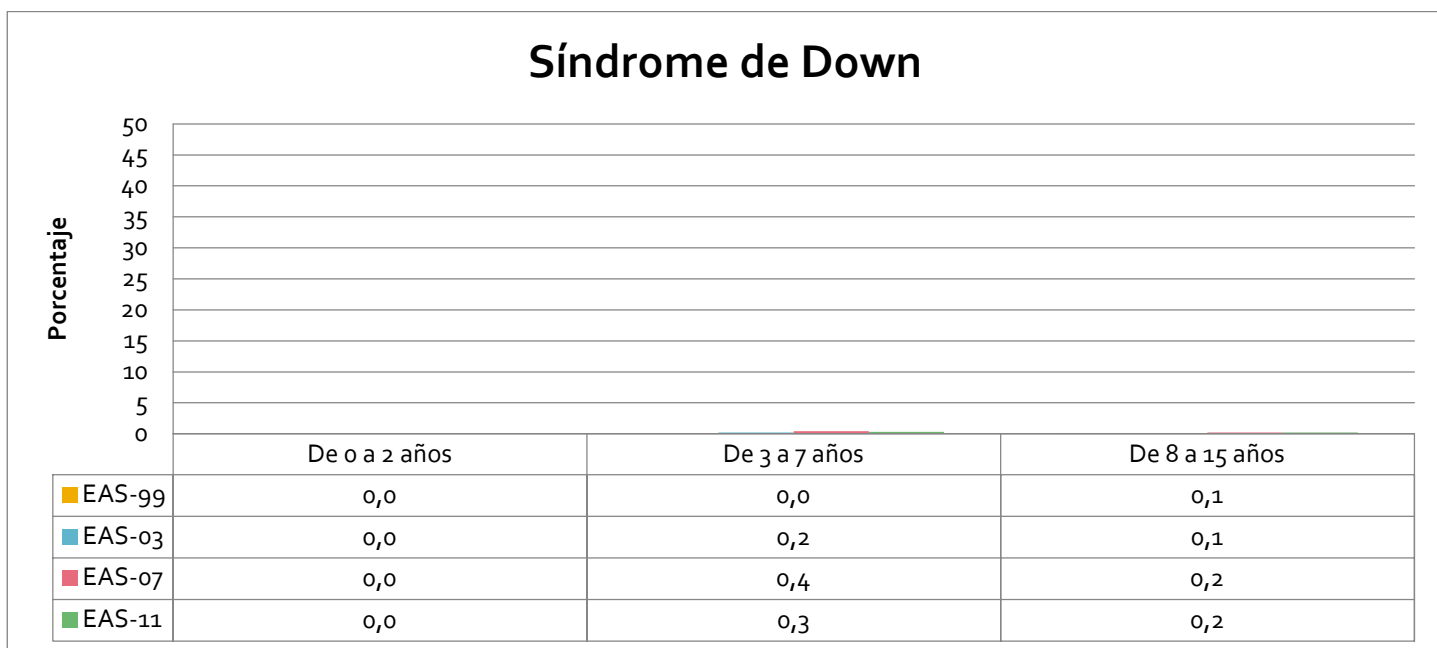 Síndrome de Down
Porcentaje
50
45
40
35
30
25
20
15
10
5
0
De 0 a 2 años De 3 a 7 años De 8 a 15 años
EAS-99 0,0 0,0 0,1
EAS-03 0,0 0,2 0,1
EAS-07 0,0 0,4 0,2
EAS-11 0,0 0,3 0,2